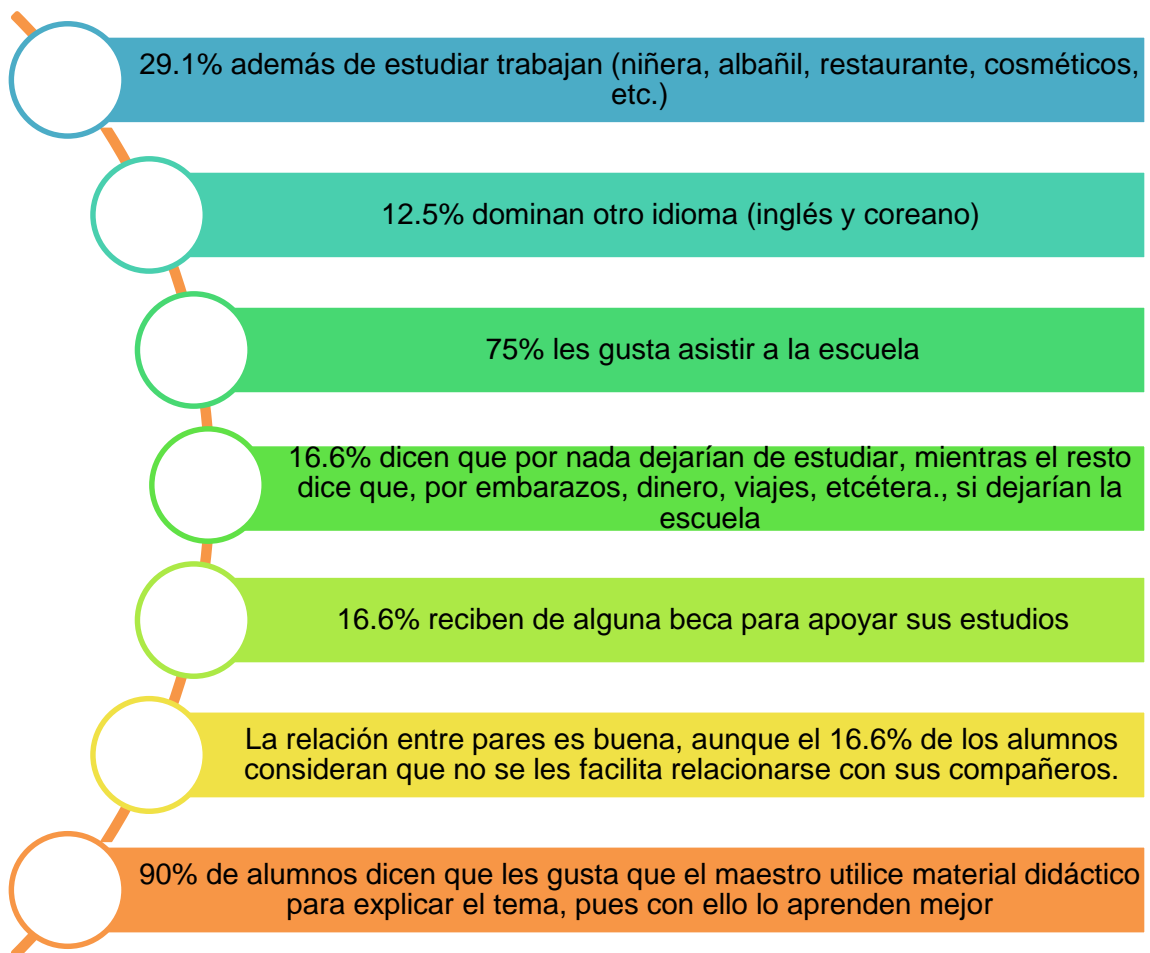 29.1% además de estudiar trabajan (niñera, albañil, restaurante, cosméticos,
etc.)
12.5% dominan otro idioma (inglés y coreano)
75% les gusta asistir a la escuela
16.6% dicen que por nada dejarían de estudiar, mientras el resto
dice que, por embarazos, dinero, viajes, etcétera., si dejarían la
escuela
16.6% reciben de alguna beca para apoyar sus estudios
La relación entre pares es buena, aunque el 16.6% de los alumnos
consideran que no se les facilita relacionarse con sus compañeros.
90% de alumnos dicen que les gusta que el maestro utilice material didáctico
para explicar el tema, pues con ello lo aprenden mejor